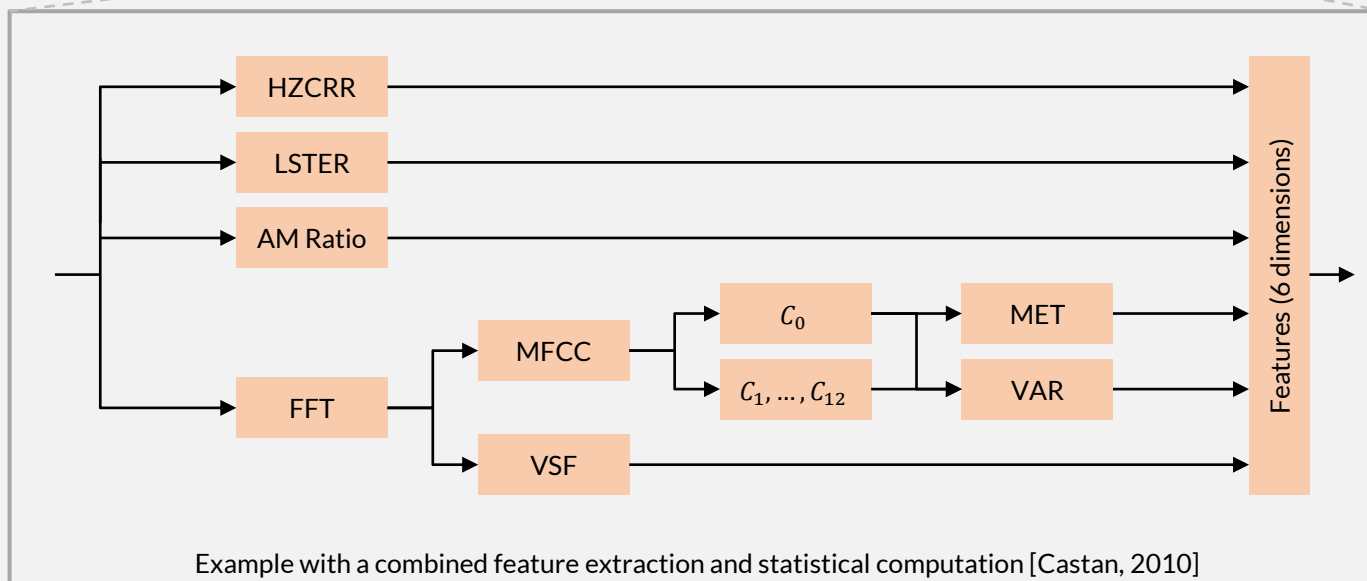 HZCRR
LSTER
AM Ratio
FFT
MFCC
VSF
C₀
C₁, … , C₁₂
MET
VAR
Features (6 dimensions)
Example with a combined feature extraction and statistical computation [Castan, 2010]